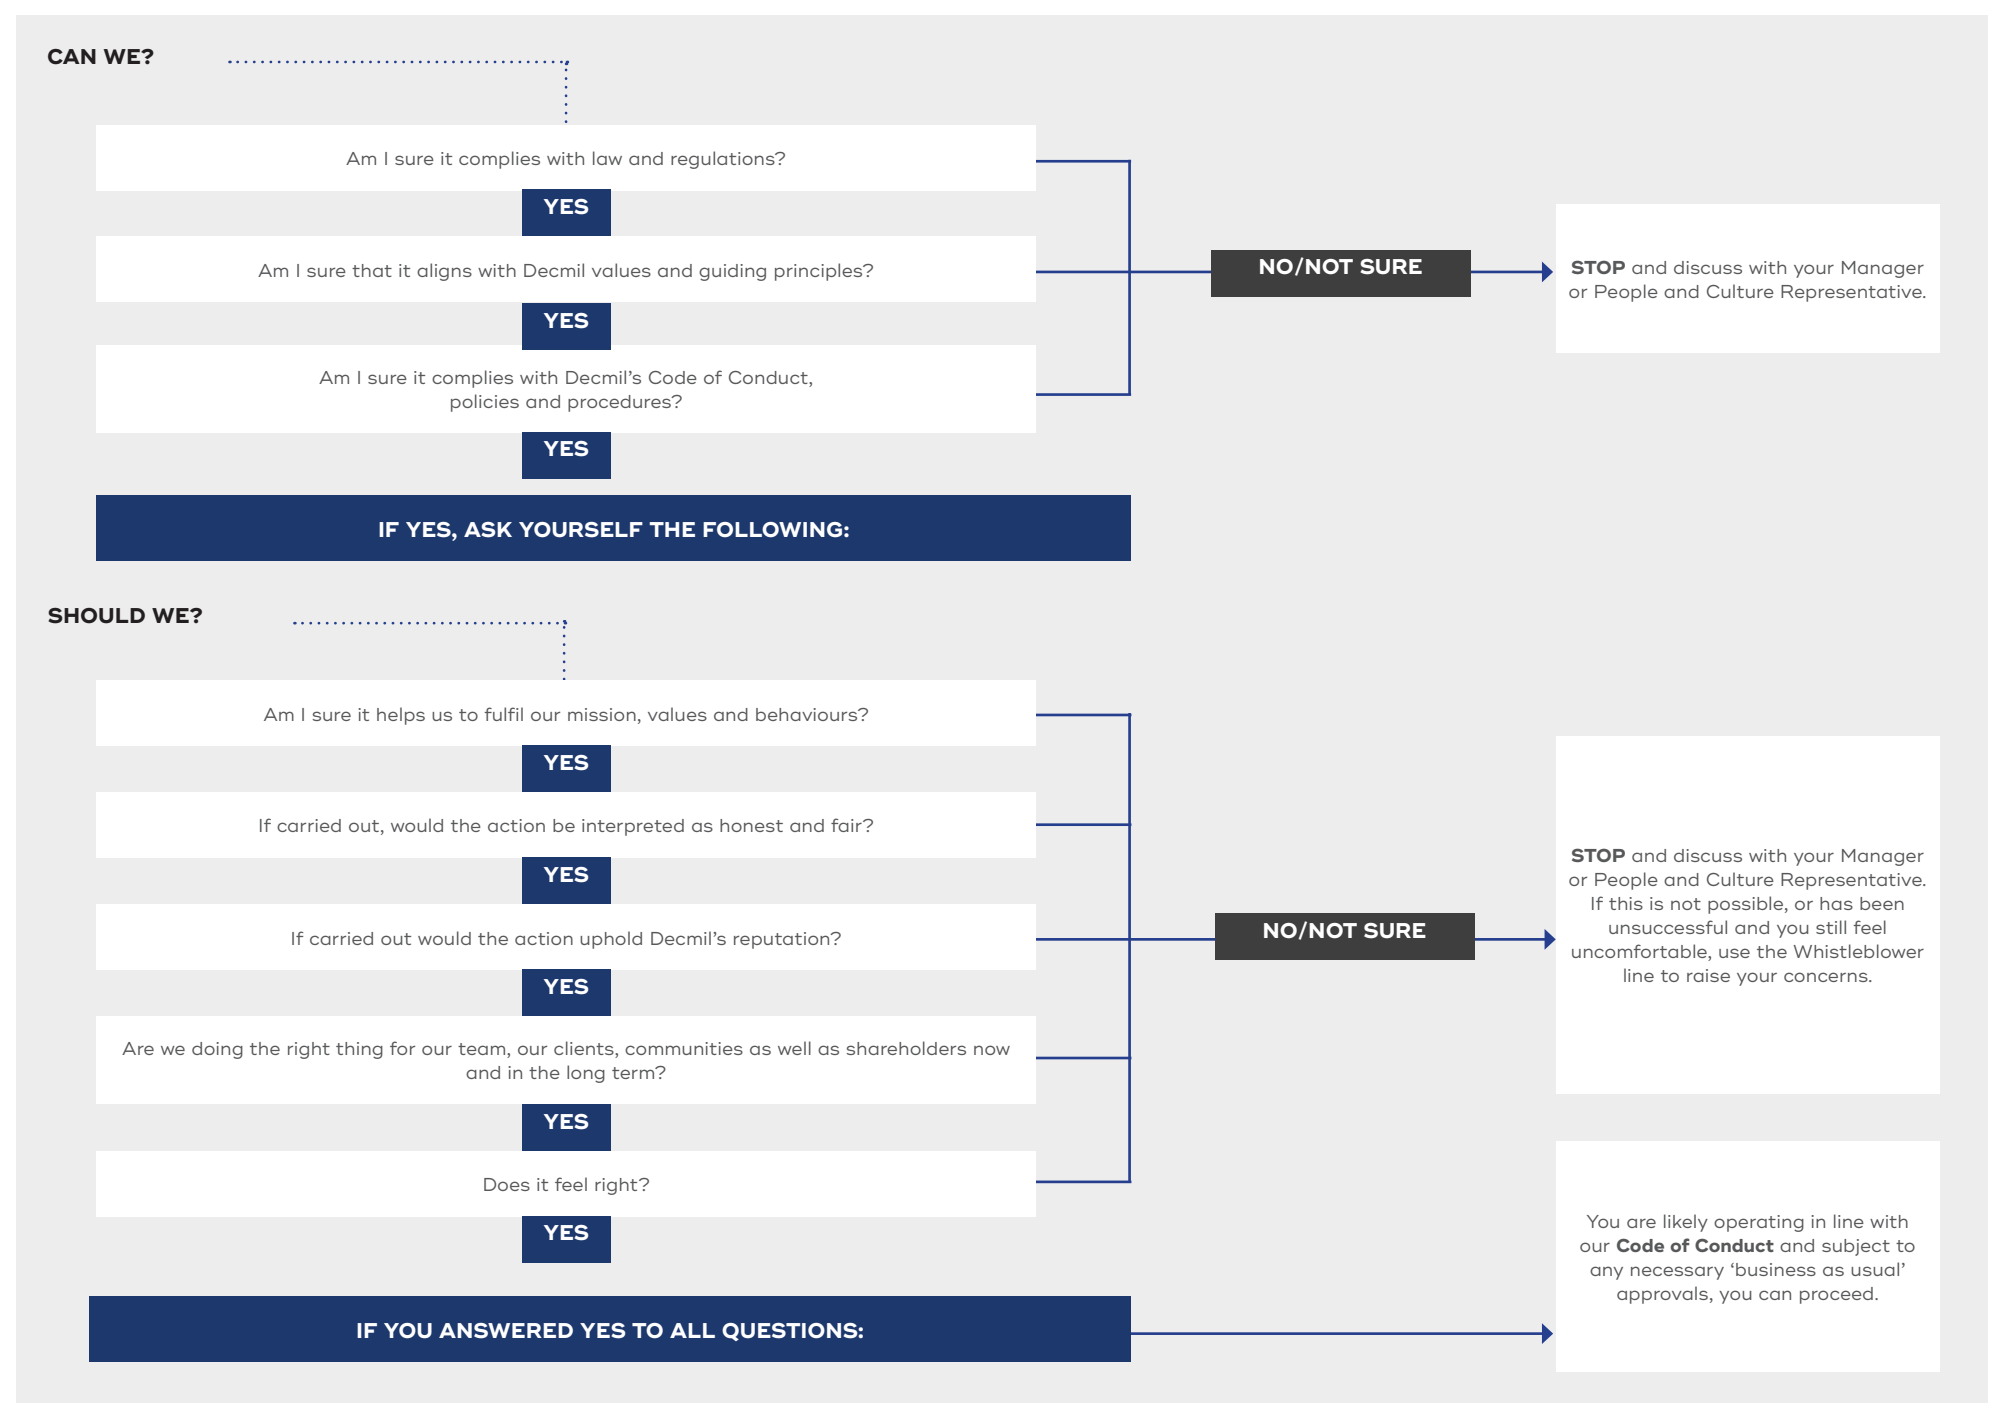 CAN WE?
Am I sure it complies with law and regulations?
YES
Am I sure that it aligns with Decmil values and guiding principles?
YES
Am I sure it complies with Decmil’s Code of Conduct,
policies and procedures?
YES
NO/NOT SURE
STOP and discuss with your Manager
or People and Culture Representative.
IF YES, ASK YOURSELF THE FOLLOWING:
SHOULD WE?
Am I sure it helps us to fulfil our mission, values and behaviours?
YES
If carried out, would the action be interpreted as honest and fair?
YES
If carried out would the action uphold Decmil’s reputation?
YES
Are we doing the right thing for our team, our clients, communities as well as shareholders now
and in the long term?
YES
Does it feel right?
YES
NO/NOT SURE
STOP and discuss with your Manager
or People and Culture Representative.
If this is not possible, or has been
unsuccessful and you still feel
uncomfortable, use the Whistleblower
line to raise your concerns.
IF YOU ANSWERED YES TO ALL QUESTIONS:
You are likely operating in line with
our Code of Conduct and subject to
any necessary ‘business as usual’
approvals, you can proceed.